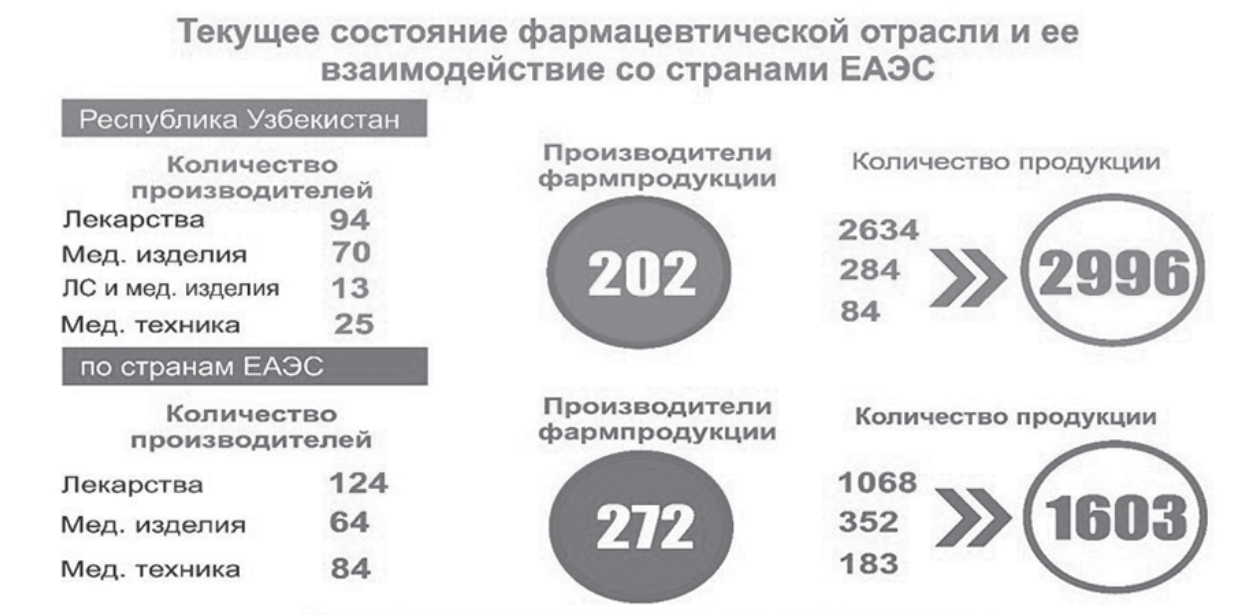 Текущее состояние фармацевтической отрасли и ее
взаимодействие со странами ЕАЭС
Республика Узбекистан
Количество
производителей
Лекарства 94
Мед. изделия 70
ЛС и мед. изделия 13
Мед. техника 25
Производители
фармпродукции
202
Количество продукции
2634
284
84
2996
по странам ЕАЭС
Количество
производителей
Лекарства 124
Мед. изделия 64
Мед. техника 84
Производители
фармпродукции
272
Количество продукции
1068
352
183
1603